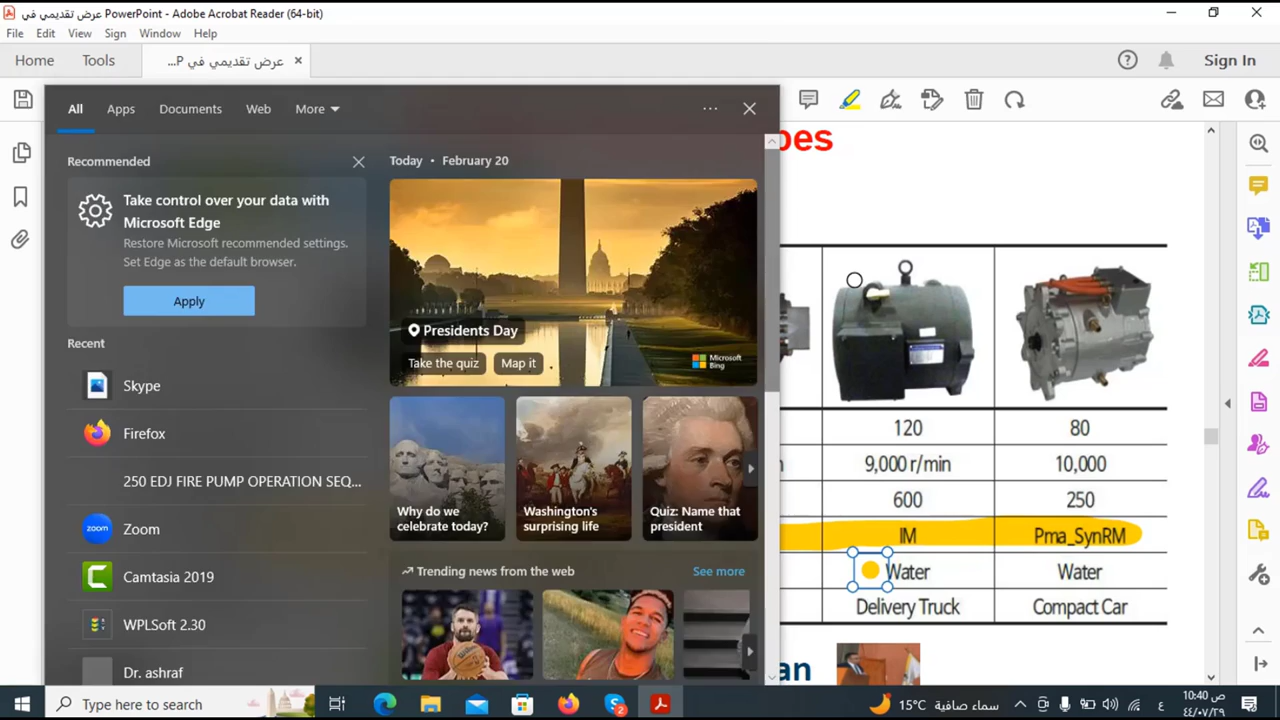 عرض تقديمي في PowerPoint - Adobe Acrobat Reader (64-bit)
File Edit View Sign Window Help
Home Tools عرض تقديمي في P... × Sign In
All Apps Documents Web More
pes
Recommended
Take control over your data with
Microsoft Edge
Restore Microsoft recommended settings.
Set Edge as the default browser.
Apply
Recent
Skype
Firefox
250 EDJ FIRE PUMP OPERATION SEQ...
Zoom
zoom
Camtasia 2019
WPLSoft 2.30
Dr. ashraf
Today • February 20
Presidents Day
Take the quiz Map it
Microsoft
Bing
Why do we
celebrate today?
Washington's
surprising life
Quiz: Name that
president
Trending news from the web See more
120 80
9,000 r/min 10,000
600 250
IM Pma_SynRM
Water Water
Delivery Truck Compact Car
an
Type here to search
2
15°C سماء صافية
ع
10:40 ص
٤٤/٠٧/٢٩